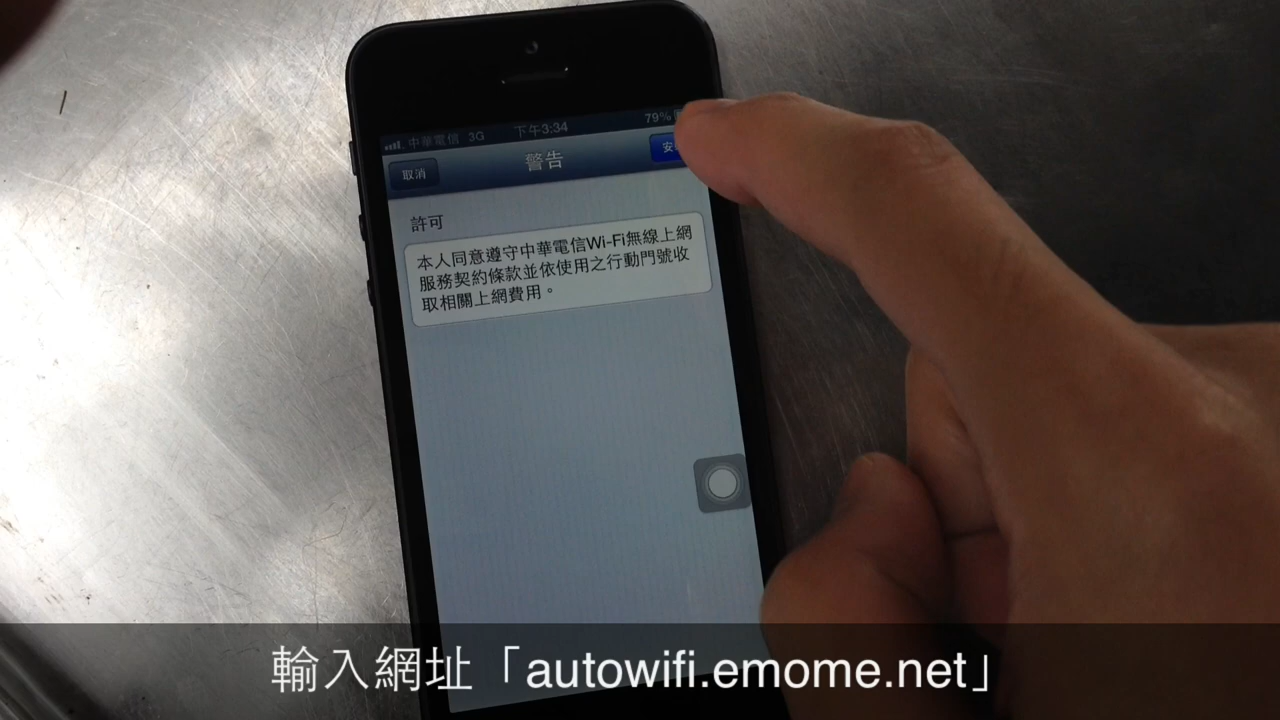 中華電信 3G 下午3:34 79%
取消 警告 安
許可
本人同意遵守中華電信Wi-Fi無線上網
服務契約條款並依使用之行動門號收
取相關上網費用。
輸入網址「autowifi.emome.net」